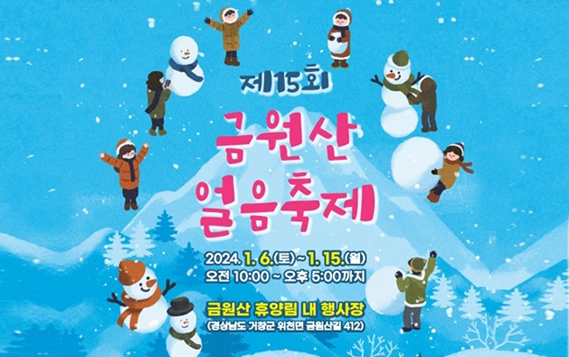 제15회
금원산
얼음축제
2024. 1. 6.(토) ~ 1. 15.(월)
오전 10:00 ~ 오후 5:00까지
금원산 휴양림 내 행사장
(경상남도 거창군 위천면 금원산길 412)